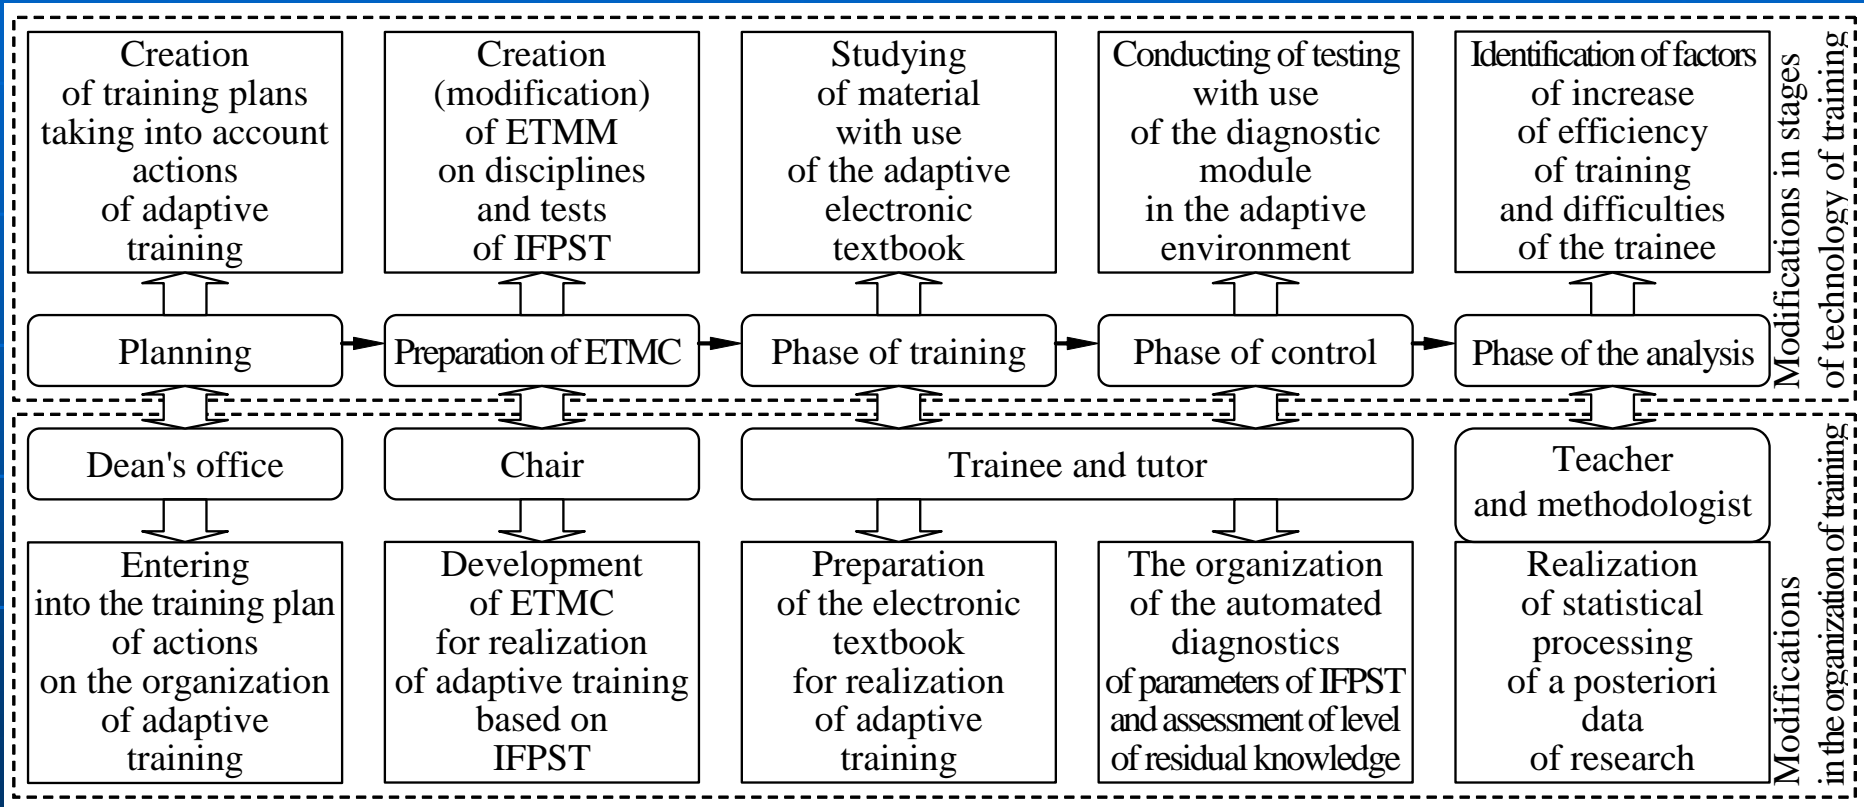 Creation
of training plans
taking into account
actions
of adaptive
training
Creation
(modification)
of ETMM
on disciplines
and tests
of IFPST
Studying
of material
with use
of the adaptive
electronic
textbook
Conducting of testing
with use
of the diagnostic
module
in the adaptive
environment
Identification of factors
of increase
of efficiency
of training
and difficulties
of the trainee
Modifications in stages
of technology of training
Planning
Preparation of ETMC
Phase of training
Phase of control
Phase of the analysis
Dean's office
Chair
Trainee and tutor
Teacher
and methodologist
Entering
into the training plan
of actions
on the organization
of adaptive
training
Development
of ETMC
for realization
of adaptive training
based on
IFPST
Preparation
of the electronic
textbook
for realization
of adaptive
training
The organization
of the automated
diagnostics
of parameters of IFPST
and assessment of level
of residual knowledge
Realization
of statistical
processing
of a posteriori
data
of research
Modifications
in the organization of training